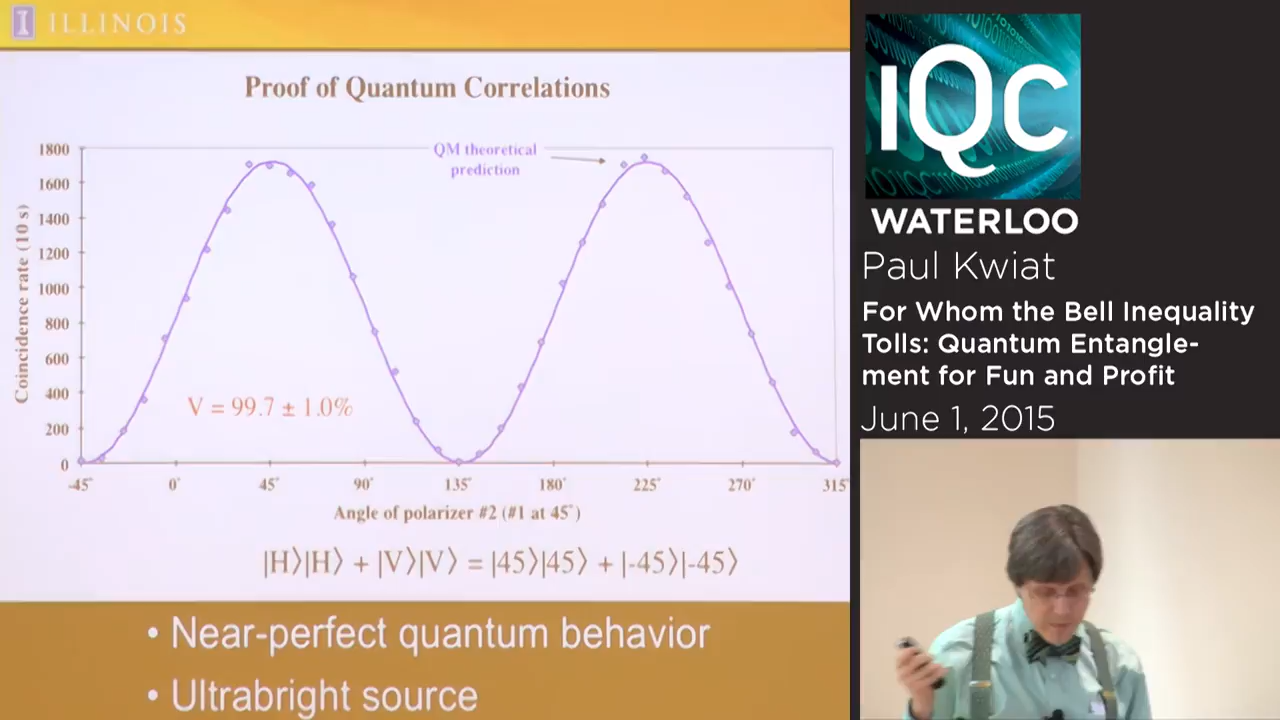 I ILLINOIS
Proof of Quantum Correlations
1800
1600
1400
1200
1000
800
600
400
200
0
Coincidence rate (10 s)
QM theoretical
prediction
V = 99.7 ± 1.0%
-45° 0° 45° 90° 135° 180° 225° 270° 315°
Angle of polarizer #2 (#1 at 45°)
|H⟩|H⟩ + |V⟩|V⟩ = |45⟩|45⟩ + |-45⟩|-45⟩
• Near-perfect quantum behavior
• Ultrabright source
IQC
WATERLOO
Paul Kwiat
For Whom the Bell Inequality
Tolls: Quantum Entangle-
ment for Fun and Profit
June 1, 2015